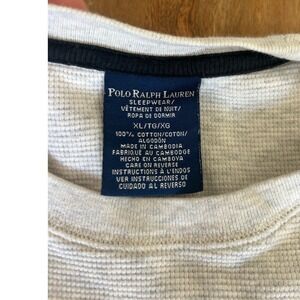 POLO RALPH LAUREN
SLEEPWEAR/
VÊTEMENT DE NUIT/
ROPA DE DORMIR
XL/TG/XG
100% COTTON/COTON/
ALGODÓN
MADE IN CAMBODIA
FABRIQUÉ AU CAMBODGE
HECHO EN CAMBOYA
CARE ON REVERSE
INSTRUCTIONS À L'ENDOS
VER INSTRUCCIONES DE
CUIDADO AL REVERSO